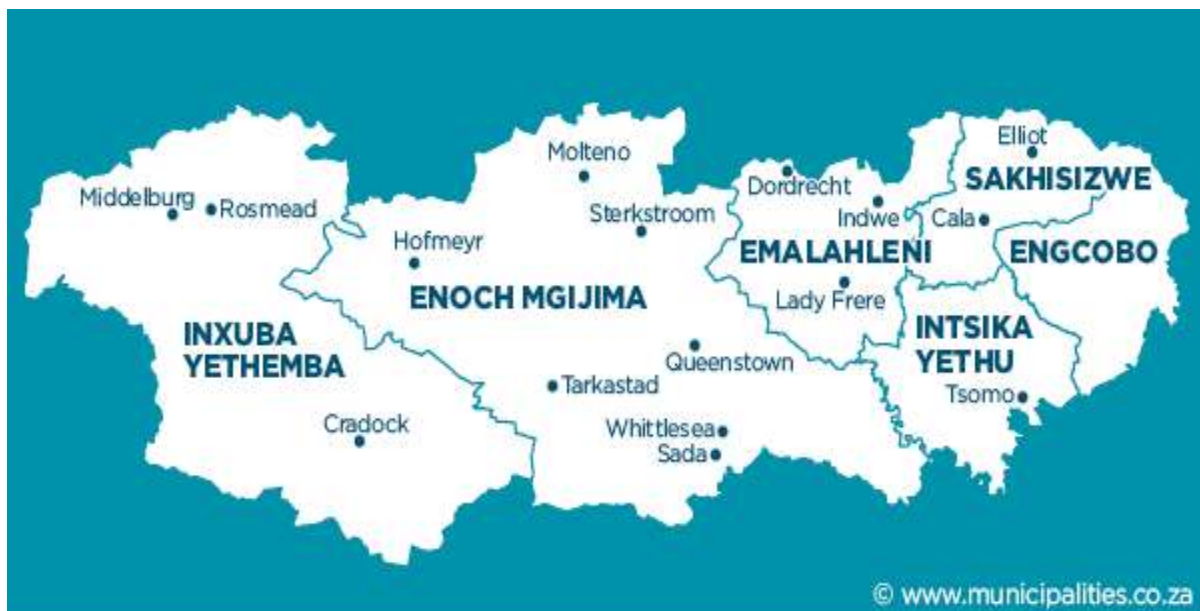 Elliot
Molteno
SAKHISIZWE
Dordrecht
Middelburg
Rosmead
Sterkstroom
Indwe
Cala
Hofmeyr
EMALAHLENI
ENGCOBO
ENOCH MGIJIMA
Lady Frere
INXUBA
YETHEMBA
INTSIKA
YETHU
Queenstown
Tarkastad
Tsomo
Cradock
Whittlesea
Sada
© www.municipalities.co.za